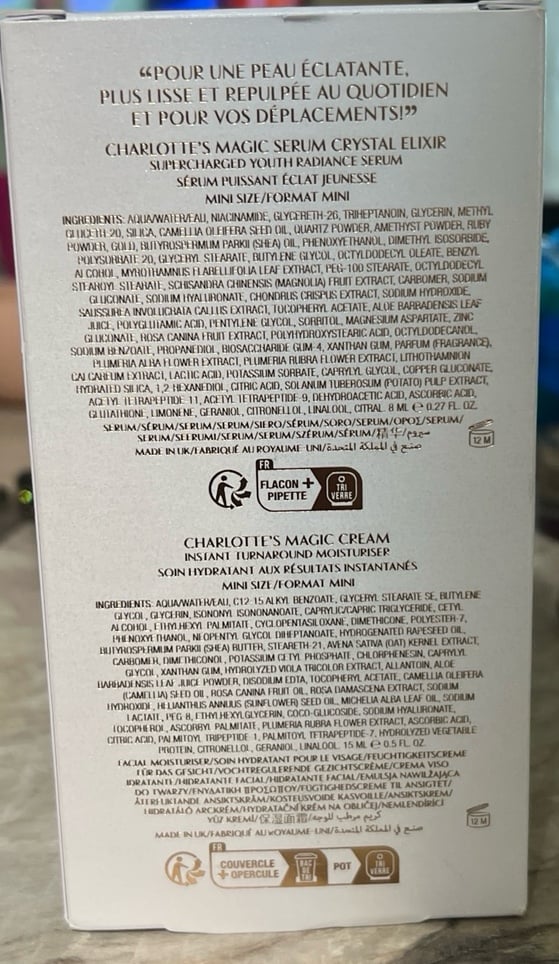 “POUR UNE PEAU ÉCLATANTE,
PLUS LISSE ET REPULPÉE AU QUOTIDIEN
ET POUR VOS DÉPLACEMENTS!”
CHARLOTTE'S MAGIC SERUM CRYSTAL ELIXIR
SUPERCHARGED YOUTH RADIANCE SERUM
SÉRUM PUISSANT ÉCLAT JEUNESSE
MINI SIZE/FORMAT MINI
INGREDIENTS: AQUA/WATER/EAU, NIACINAMIDE, GLYCERETH-26, TRIHEPTANOIN, GLYCERIN, METHYL
GLUCETH-20, SILICA, CAMELLIA OLEIFERA SEED OIL, QUARTZ POWDER, AMETHYST POWDER, RUBY
POWDER, GOLD, BUTYROSPERMUM PARKII (SHEA) OIL, PHENOXYETHANOL, DIMETHYL ISOSORBIDE,
POLYSORBATE 20, GLYCERYL STEARATE, BUTYLENE GLYCOL, OCTYLDODECYL OLEATE, BENZYL
ALCOHOL, MYROTHAMNUS FLABELLIFOLIA LEAF EXTRACT, PEG-100 STEARATE, OCTYLDODECYL
STEAROYL STEARATE, SCHISANDRA CHINENSIS (MAGNOLIA) FRUIT EXTRACT, CARBOMER, SODIUM
GLUCONATE, SODIUM HYALURONATE, CHONDRUS CRISPUS EXTRACT, SODIUM HYDROXIDE,
SAUSSUREA INVOLUCRATA CALLUS EXTRACT, TOCOPHERYL ACETATE, ALOE BARBADENSIS LEAF
JUICE, POLYGLUTAMIC ACID, PENTYLENE GLYCOL, SORBITOL, MAGNESIUM ASPARTATE, ZINC
GLUCONATE, ROSA CANINA FRUIT EXTRACT, POLYHYDROXYSTEARIC ACID, OCTYLDODECANOL,
SODIUM BENZOATE, PROPANEDIOL, BIOSACCHARIDE GUM-4, XANTHAN GUM, PARFUM (FRAGRANCE),
PLUMERIA ALBA FLOWER EXTRACT, PLUMERIA RUBRA FLOWER EXTRACT, LITHOTHAMNION
CALCAREUM EXTRACT, LACTIC ACID, POTASSIUM SORBATE, CAPRYLYL GLYCOL, COPPER GLUCONATE,
HYDRATED SILICA, 1,2-HEXANEDIOL, CITRIC ACID, SOLANUM TUBEROSUM (POTATO) PULP EXTRACT,
ACETYL TETRAPEPTIDE-11, ACETYL TETRAPEPTIDE-9, DEHYDROACETIC ACID, ASCORBIC ACID,
GLUTATHIONE, LIMONENE, GERANIOL, CITRONELLOL, LINALOOL, CITRAL. 8 ML ℮ 0.27 FL. OZ.
SERUM/SÉRUM/SERUM/SERUM/SIERO/SÉRUM/SORO/SERUM/ΟΡΟΣ/SERUM/
SERUM/SEERUMI/SERUM/SERUM/SZÉRUM/SÉRUM/精华/سيروم
MADE IN UK/FABRIQUÉ AU ROYAUME-UNI/صنع في المملكة المتحدة
12 M
FR
FLACON +
PIPETTE
TRI
VERRE
CHARLOTTE'S MAGIC CREAM
INSTANT TURNAROUND MOISTURISER
SOIN HYDRATANT AUX RÉSULTATS INSTANTANÉS
MINI SIZE/FORMAT MINI
INGREDIENTS: AQUA/WATER/EAU, C12-15 ALKYL BENZOATE, GLYCERYL STEARATE SE, BUTYLENE
GLYCOL, GLYCERIN, ISONONYL ISONONANOATE, CAPRYLIC/CAPRIC TRIGLYCERIDE, CETYL
ALCOHOL, ETHYLHEXYL PALMITATE, CYCLOPENTASILOXANE, DIMETHICONE, POLYESTER-7,
PHENOXYETHANOL, NEOPENTYL GLYCOL DIHEPTANOATE, HYDROGENATED RAPESEED OIL,
BUTYROSPERMUM PARKII (SHEA) BUTTER, STEARETH-21, AVENA SATIVA (OAT) KERNEL EXTRACT,
CARBOMER, DIMETHICONOL, POTASSIUM CETYL PHOSPHATE, CHLORPHENESIN, CAPRYLYL
GLYCOL, XANTHAN GUM, HYDROLYZED VIOLA TRICOLOR EXTRACT, ALLANTOIN, ALOE
BARBADENSIS LEAF JUICE POWDER, DISODIUM EDTA, TOCOPHERYL ACETATE, CAMELLIA OLEIFERA
(CAMELLIA) SEED OIL, ROSA CANINA FRUIT OIL, ROSA DAMASCENA EXTRACT, SODIUM
HYDROXIDE, HELIANTHUS ANNUUS (SUNFLOWER) SEED OIL, MICHELIA ALBA LEAF OIL, SODIUM
LACTATE, PEG-8, ETHYLHEXYLGLYCERIN, COCO-GLUCOSIDE, SODIUM HYALURONATE,
TOCOPHEROL, ASCORBYL PALMITATE, PLUMERIA RUBRA FLOWER EXTRACT, ASCORBIC ACID,
CITRIC ACID, PALMITOYL TRIPEPTIDE-1, PALMITOYL TETRAPEPTIDE-7, HYDROLYZED VEGETABLE
PROTEIN, CITRONELLOL, GERANIOL, LINALOOL. 15 ML ℮ 0.5 FL. OZ.
FACIAL MOISTURISER/SOIN HYDRATANT POUR LE VISAGE/FEUCHTIGKEITSCREME
FÜR DAS GESICHT/VOCHTREGULERENDE GEZICHTSCRÈME/CREMA VISO
IDRATANTE/HIDRATANTE FACIAL/HIDRATANTE FACIAL/EMULSJA NAWILŻAJĄCA
DO TWARZY/ΕΝΥΔΑΤΙΚΗ ΠΡΟΣΩΠΟΥ/FUGTIGHEDSCREME TIL ANSIGTET/
ÅTERFUKTANDE ANSIKTSKRÄM/KOSTEUSVOIDE KASVOILLE/ANSIKTSKREM/
HIDRATÁLÓ ARCKRÉM/HYDRATAČNÍ KRÉM NA OBLIČEJ/NEMLENDİRİCİ
YÜZ KREMİ/保湿面霜/كريم مرطب للوجه
MADE IN UK/FABRIQUÉ AU ROYAUME-UNI/صنع في المملكة المتحدة
12 M
FR
COUVERCLE
+ OPERCULE
BAC
DE
TRI
POT
TRI
VERRE